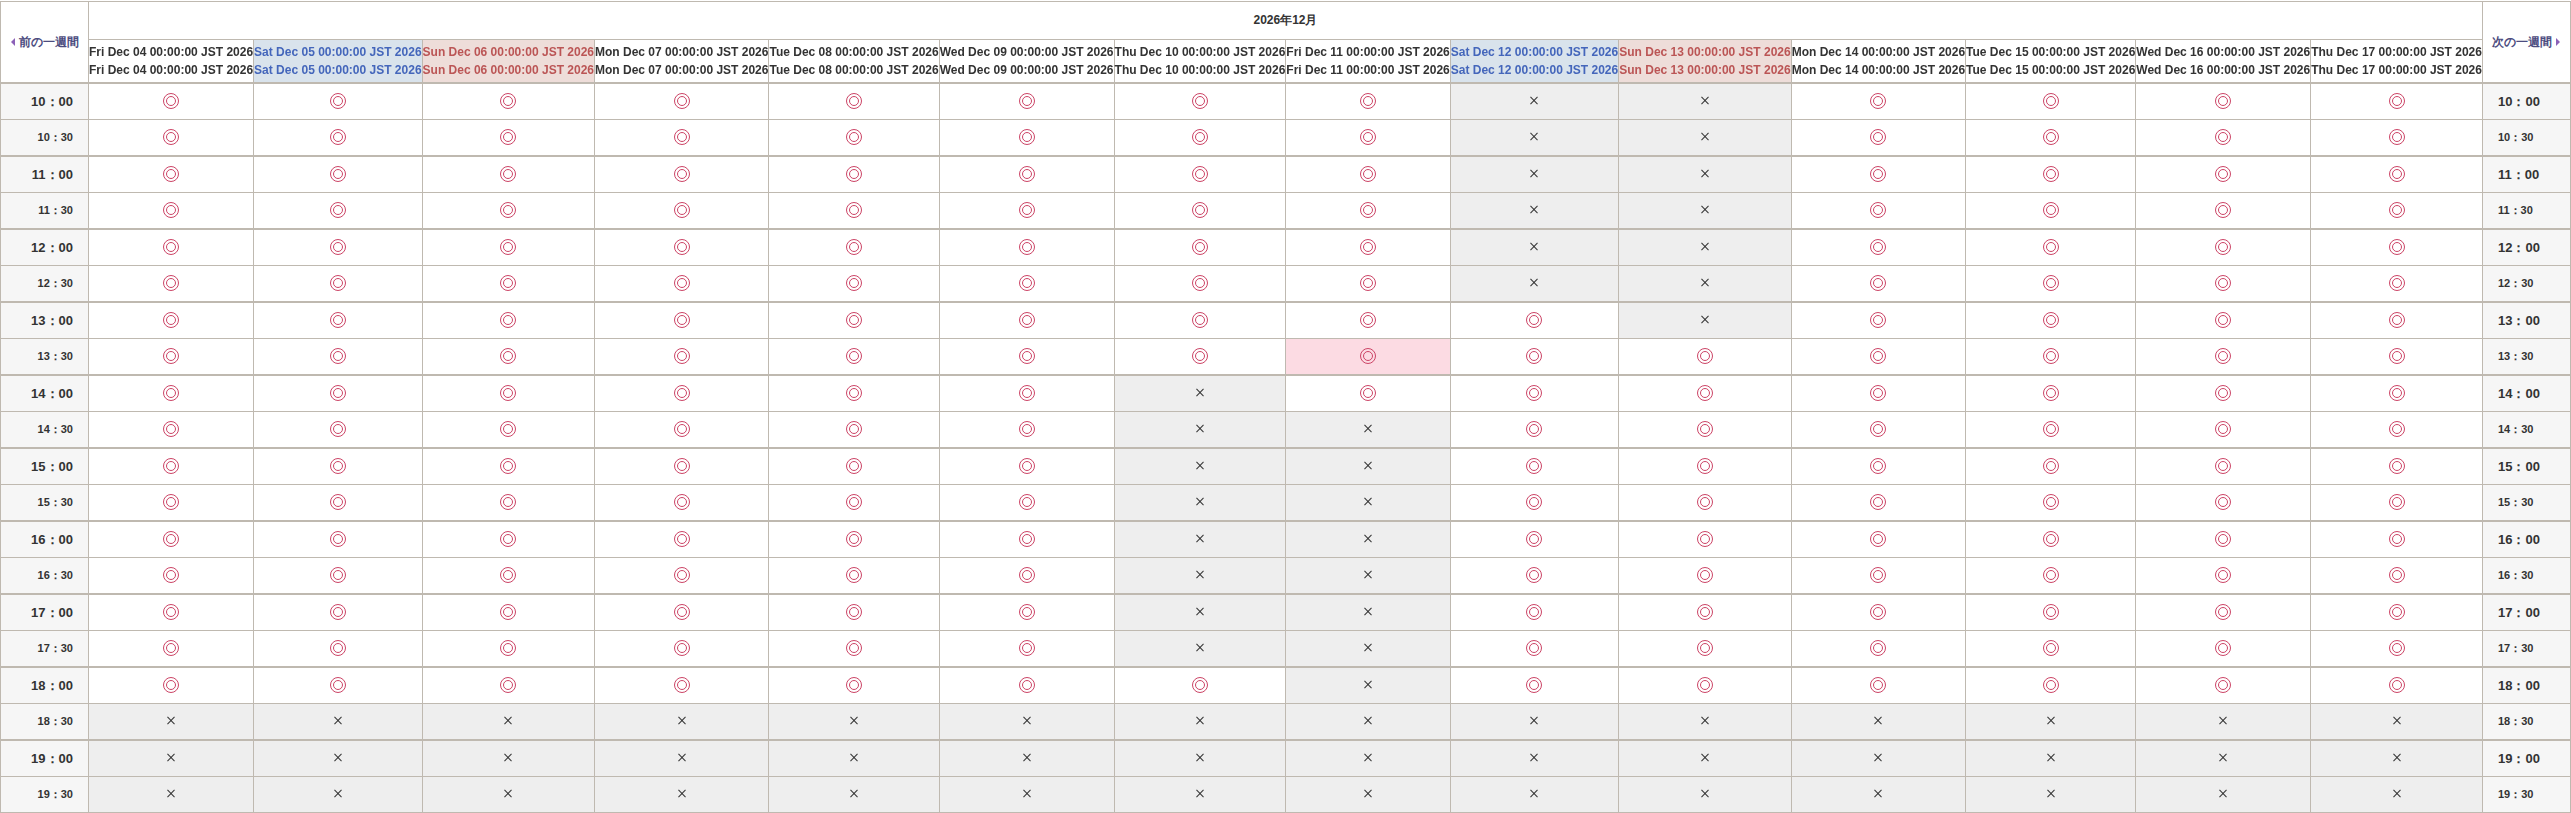 2026年12月
前の一週間
次の一週間
Fri Dec 04 00:00:00 JST 2026 Sat Dec 05 00:00:00 JST 2026 Sun Dec 06 00:00:00 JST 2026 Mon Dec 07 00:00:00 JST 2026 Tue Dec 08 00:00:00 JST 2026 Wed Dec 09 00:00:00 JST 2026 Thu Dec 10 00:00:00 JST 2026 Fri Dec 11 00:00:00 JST 2026 Sat Dec 12 00:00:00 JST 2026 Sun Dec 13 00:00:00 JST 2026 Mon Dec 14 00:00:00 JST 2026 Tue Dec 15 00:00:00 JST 2026 Wed Dec 16 00:00:00 JST 2026 Thu Dec 17 00:00:00 JST 2026
Fri Dec 04 00:00:00 JST 2026 Sat Dec 05 00:00:00 JST 2026 Sun Dec 06 00:00:00 JST 2026 Mon Dec 07 00:00:00 JST 2026 Tue Dec 08 00:00:00 JST 2026 Wed Dec 09 00:00:00 JST 2026 Thu Dec 10 00:00:00 JST 2026 Fri Dec 11 00:00:00 JST 2026 Sat Dec 12 00:00:00 JST 2026 Sun Dec 13 00:00:00 JST 2026 Mon Dec 14 00:00:00 JST 2026 Tue Dec 15 00:00:00 JST 2026 Wed Dec 16 00:00:00 JST 2026 Thu Dec 17 00:00:00 JST 2026
10：00 ◎ ◎ ◎ ◎ ◎ ◎ ◎ ◎ × × ◎ ◎ ◎ ◎ 10：00
10：30 ◎ ◎ ◎ ◎ ◎ ◎ ◎ ◎ × × ◎ ◎ ◎ ◎ 10：30
11：00 ◎ ◎ ◎ ◎ ◎ ◎ ◎ ◎ × × ◎ ◎ ◎ ◎ 11：00
11：30 ◎ ◎ ◎ ◎ ◎ ◎ ◎ ◎ × × ◎ ◎ ◎ ◎ 11：30
12：00 ◎ ◎ ◎ ◎ ◎ ◎ ◎ ◎ × × ◎ ◎ ◎ ◎ 12：00
12：30 ◎ ◎ ◎ ◎ ◎ ◎ ◎ ◎ × × ◎ ◎ ◎ ◎ 12：30
13：00 ◎ ◎ ◎ ◎ ◎ ◎ ◎ ◎ ◎ × ◎ ◎ ◎ ◎ 13：00
13：30 ◎ ◎ ◎ ◎ ◎ ◎ ◎ ◎ ◎ ◎ ◎ ◎ ◎ ◎ 13：30
14：00 ◎ ◎ ◎ ◎ ◎ ◎ × ◎ ◎ ◎ ◎ ◎ ◎ ◎ 14：00
14：30 ◎ ◎ ◎ ◎ ◎ ◎ × × ◎ ◎ ◎ ◎ ◎ ◎ 14：30
15：00 ◎ ◎ ◎ ◎ ◎ ◎ × × ◎ ◎ ◎ ◎ ◎ ◎ 15：00
15：30 ◎ ◎ ◎ ◎ ◎ ◎ × × ◎ ◎ ◎ ◎ ◎ ◎ 15：30
16：00 ◎ ◎ ◎ ◎ ◎ ◎ × × ◎ ◎ ◎ ◎ ◎ ◎ 16：00
16：30 ◎ ◎ ◎ ◎ ◎ ◎ × × ◎ ◎ ◎ ◎ ◎ ◎ 16：30
17：00 ◎ ◎ ◎ ◎ ◎ ◎ × × ◎ ◎ ◎ ◎ ◎ ◎ 17：00
17：30 ◎ ◎ ◎ ◎ ◎ ◎ × × ◎ ◎ ◎ ◎ ◎ ◎ 17：30
18：00 ◎ ◎ ◎ ◎ ◎ ◎ ◎ × ◎ ◎ ◎ ◎ ◎ ◎ 18：00
18：30 × × × × × × × × × × × × × × 18：30
19：00 × × × × × × × × × × × × × × 19：00
19：30 × × × × × × × × × × × × × × 19：30